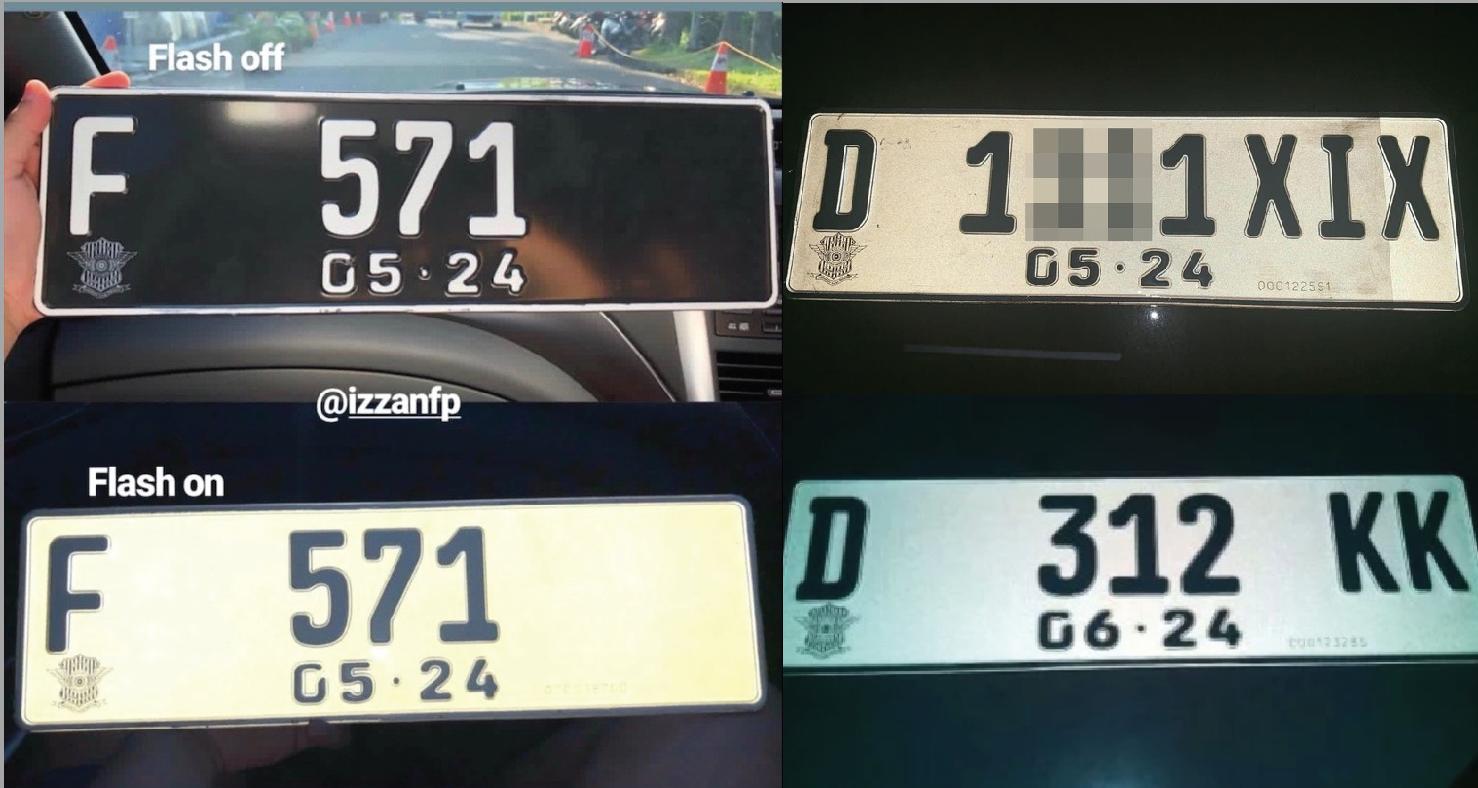 Flash off
F 571
05·24
@izzanfp
Flash on
F 571
05·24
D 1 1 XIX
05·24
00C122551
D 312 KK
06·24